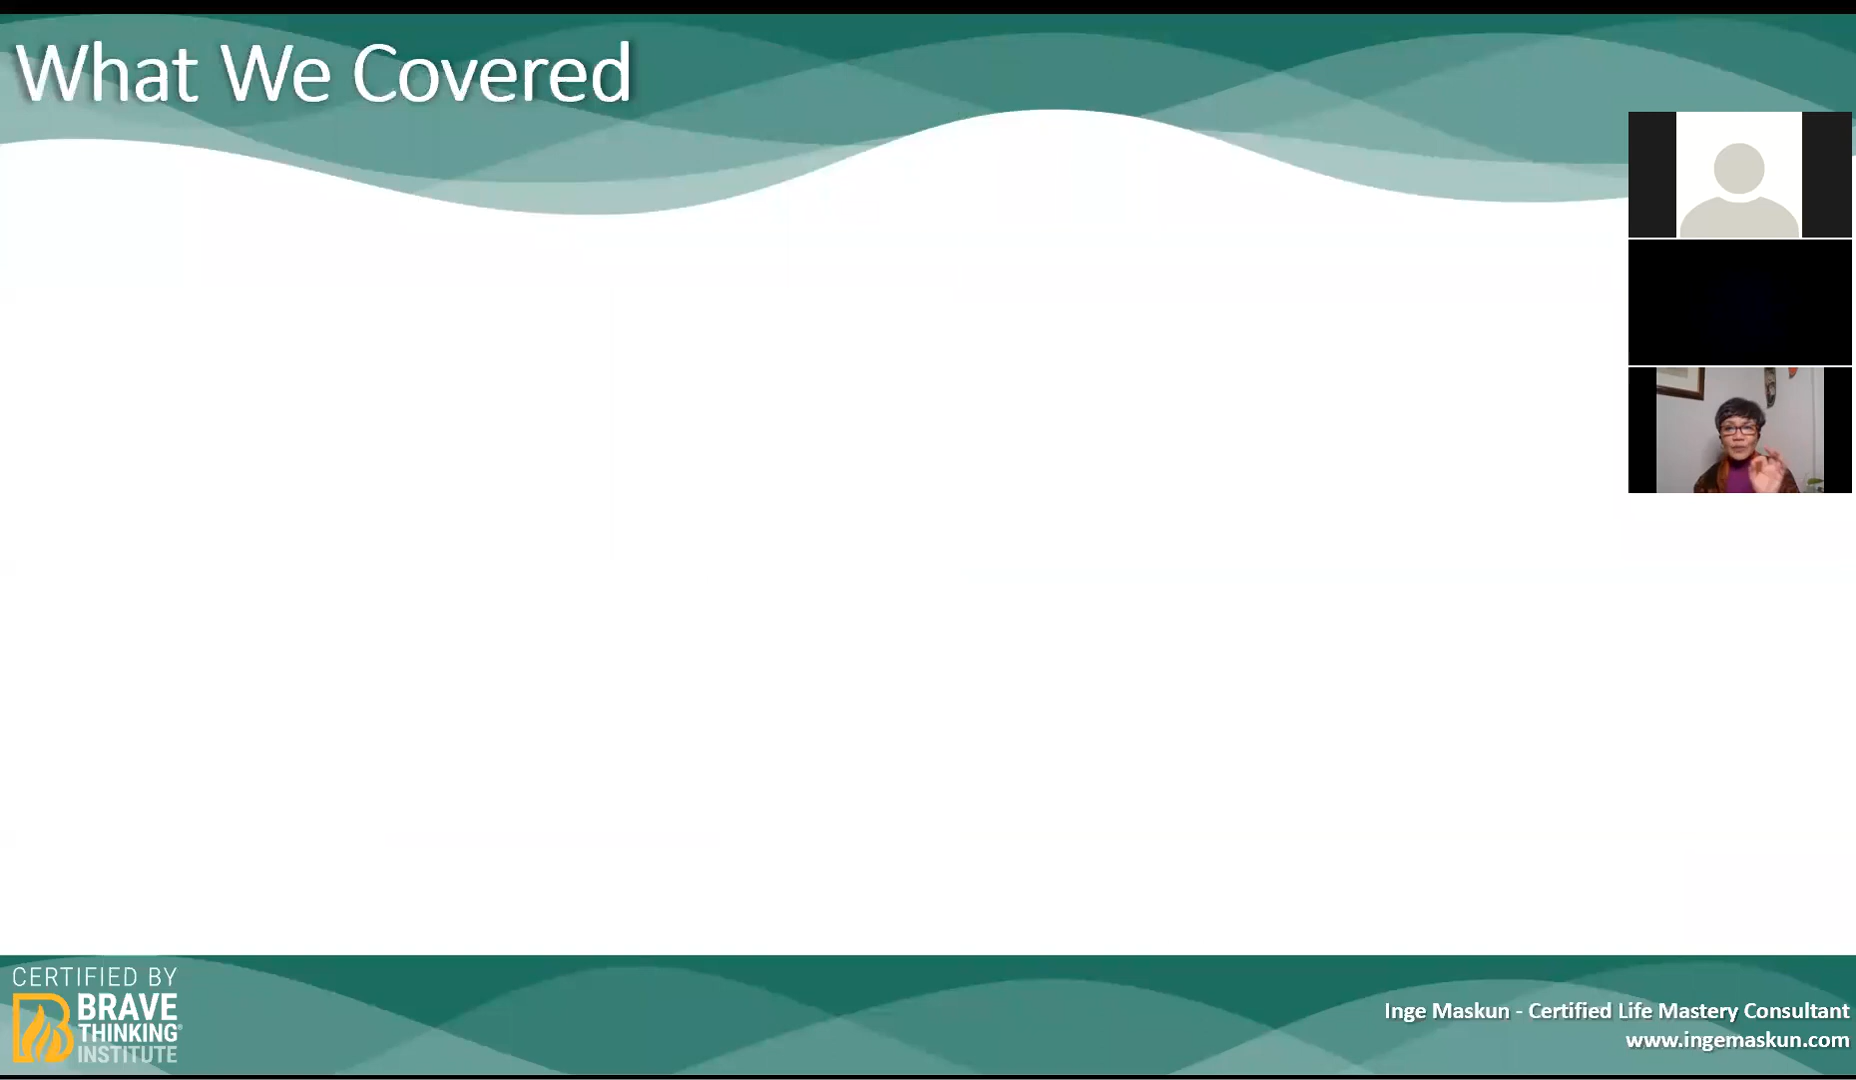 What We Covered
CERTIFIED BY
BRAVE
THINKING®
INSTITUTE
Inge Maskun - Certified Life Mastery Consultant
www.ingemaskun.com